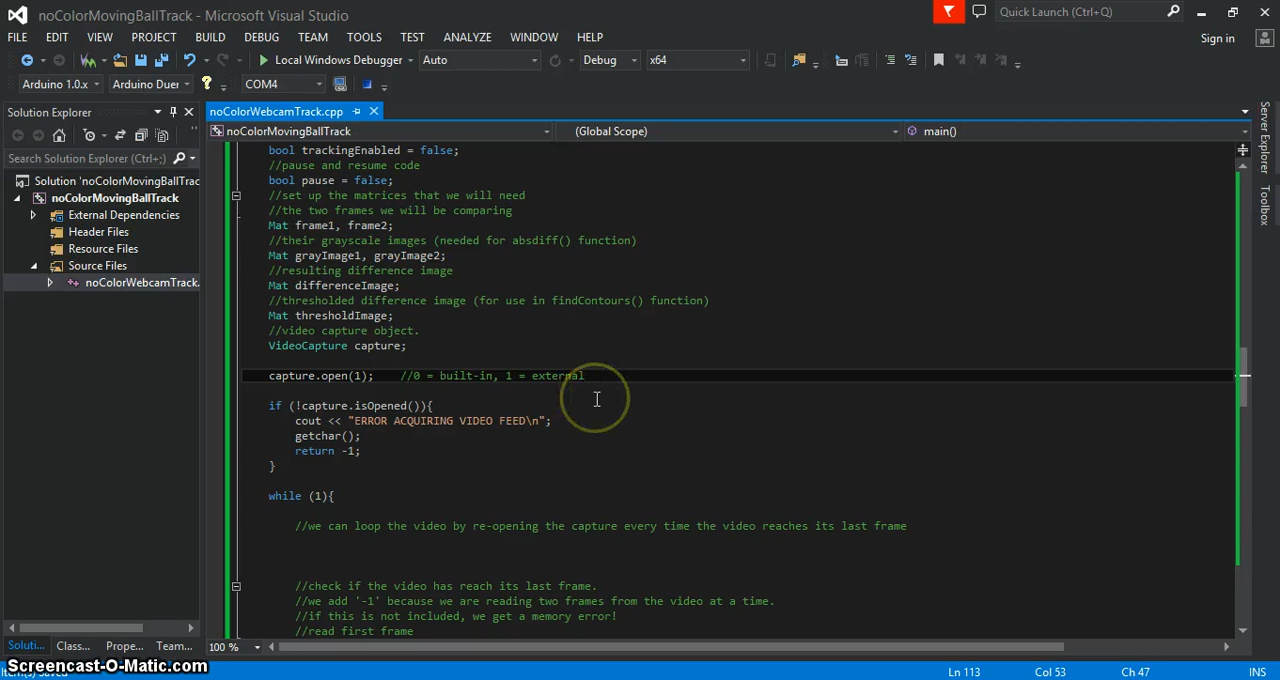 noColorMovingBallTrack - Microsoft Visual Studio
Quick Launch (Ctrl+Q)
FILE EDIT VIEW PROJECT BUILD DEBUG TEAM TOOLS TEST ANALYZE WINDOW HELP
Sign in
Local Windows Debugger Auto Debug x64
Arduino 1.0.x Arduino Duer COM4
Solution Explorer
noColorWebcamTrack.cpp
noColorMovingBallTrack (Global Scope) main()
Search Solution Explorer (Ctrl+;)
Solution 'noColorMovingBallTrac
noColorMovingBallTrack
External Dependencies
Header Files
Resource Files
Source Files
noColorWebcamTrack.
bool trackingEnabled = false;
//pause and resume code
bool pause = false;
//set up the matrices that we will need
//the two frames we will be comparing
Mat frame1, frame2;
//their grayscale images (needed for absdiff() function)
Mat grayImage1, grayImage2;
//resulting difference image
Mat differenceImage;
//thresholded difference image (for use in findContours() function)
Mat thresholdImage;
//video capture object.
VideoCapture capture;
capture.open(1); //0 = built-in, 1 = external
if (!capture.isOpened()){
cout << "ERROR ACQUIRING VIDEO FEED\n";
getchar();
return -1;
}
while (1){
//we can loop the video by re-opening the capture every time the video reaches its last frame
//check if the video has reach its last frame.
//we add '-1' because we are reading two frames from the video at a time.
//if this is not included, we get a memory error!
//read first frame
Server Explorer
Toolbox
100 %
Soluti... Class... Prope... Team...
Screencast-O-Matic.com
Item(s) Saved
Ln 113 Col 53 Ch 47 INS